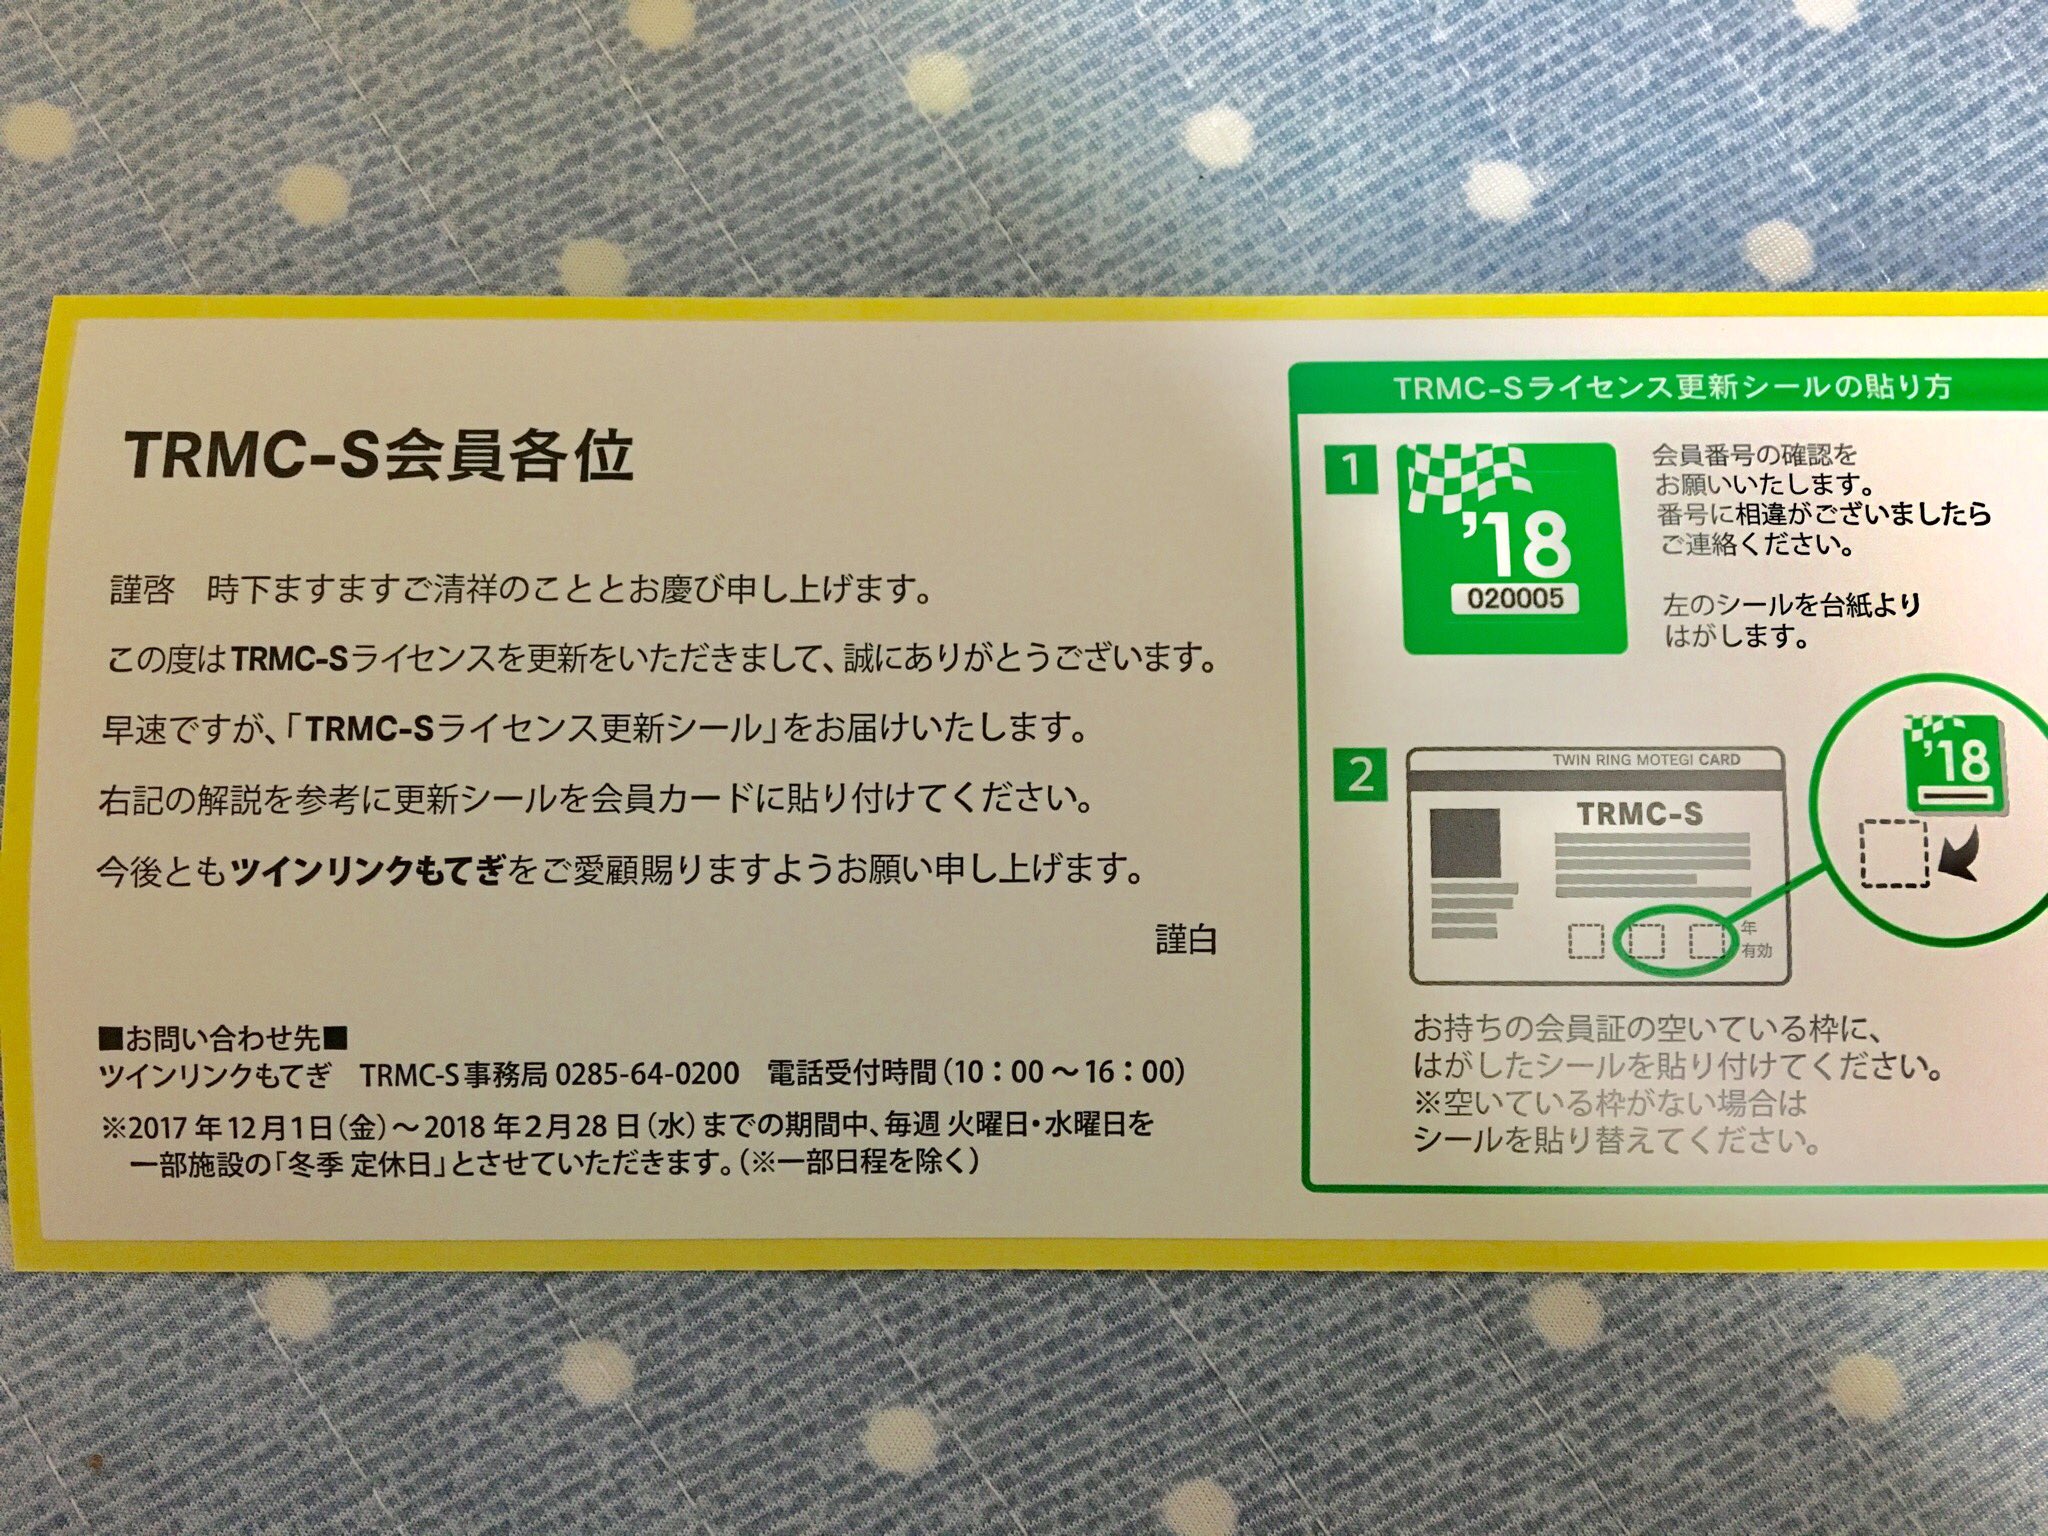 TRMC-S会員各位
謹啓　時下ますますご清祥のこととお慶び申し上げます。
この度はTRMC-Sライセンスを更新をいただきまして、誠にありがとうございます。
早速ですが、「TRMC-Sライセンス更新シール」をお届けいたします。
右記の解説を参考に更新シールを会員カードに貼り付けてください。
今後ともツインリンクもてぎをご愛顧賜りますようお願い申し上げます。
謹白
■お問い合わせ先■
ツインリンクもてぎ　TRMC-S事務局 0285-64-0200　電話受付時間(10：00～16：00)
※2017年12月1日(金)～2018年2月28日(水)までの期間中、毎週 火曜日・水曜日を
一部施設の「冬季 定休日」とさせていただきます。(※一部日程を除く)
TRMC-Sライセンス更新シールの貼り方
1
'18
020005
会員番号の確認を
お願いいたします。
番号に相違がございましたら
ご連絡ください。
左のシールを台紙より
はがします。
2
TWIN RING MOTEGI CARD
TRMC-S
年
有効
'18
お持ちの会員証の空いている枠に、
はがしたシールを貼り付けてください。
※空いている枠がない場合は
シールを貼り替えてください。